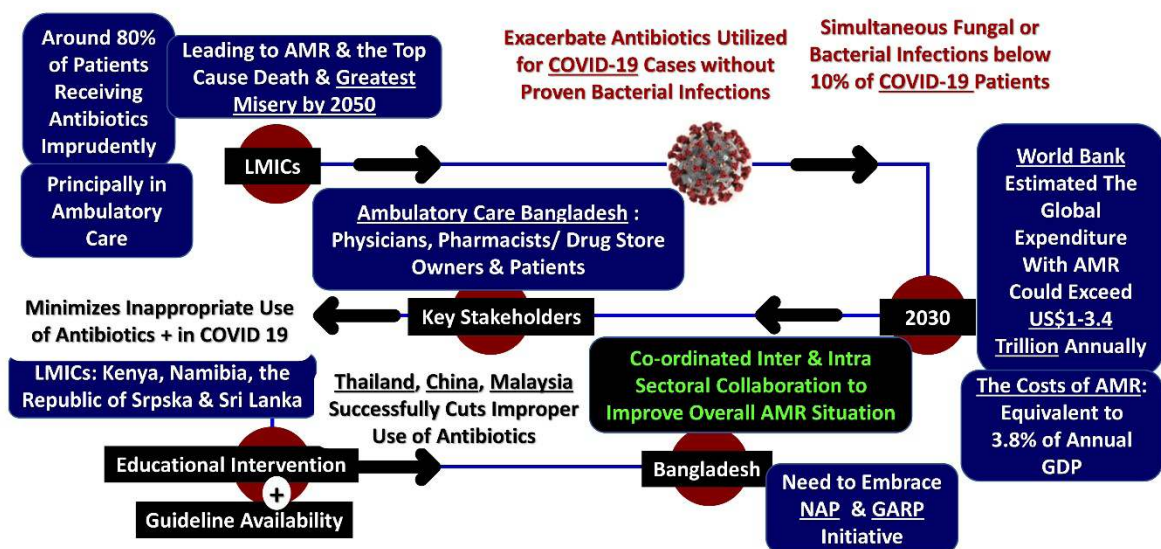 Around 80%
of Patients
Receiving
Antibiotics
Imprudently
Leading to AMR & the Top
Cause Death & Greatest
Misery by 2050
Exacerbate Antibiotics Utilized
for COVID-19 Cases without
Proven Bacterial Infections
Simultaneous Fungal or
Bacterial Infections below
10% of COVID-19 Patients
LMICs
Principally in
Ambulatory
Care
World Bank
Estimated The
Global
Expenditure
With AMR
Could Exceed
US$1-3.4
Trillion Annually
Ambulatory Care Bangladesh :
Physicians, Pharmacists/ Drug Store
Owners & Patients
Minimizes Inappropriate Use
of Antibiotics + in COVID 19
Key Stakeholders
2030
LMICs: Kenya, Namibia, the
Republic of Srpska & Sri Lanka
Thailand, China, Malaysia
Successfully Cuts Improper
Use of Antibiotics
Co-ordinated Inter & Intra
Sectoral Collaboration to
Improve Overall AMR Situation
The Costs of AMR:
Equivalent to
3.8% of Annual
GDP
Educational Intervention
+
Guideline Availability
Bangladesh
Need to Embrace
NAP & GARP
Initiative